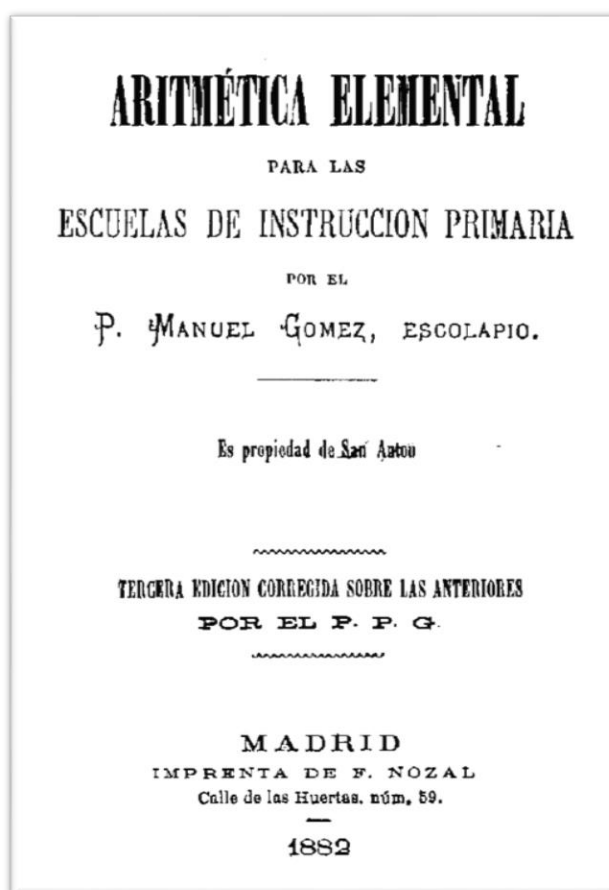 ARITMÉTICA ELEMENTAL
PARA LAS
ESCUELAS DE INSTRUCCION PRIMARIA
POR EL
P. MANUEL GOMEZ, ESCOLAPIO.
Es propiedad de San Anton
TERCERA EDICION CORREGIDA SOBRE LAS ANTERIORES
POR EL P. P. G.
MADRID
IMPRENTA DE F. NOZAL
Calle de las Huertas, núm, 59.
1882